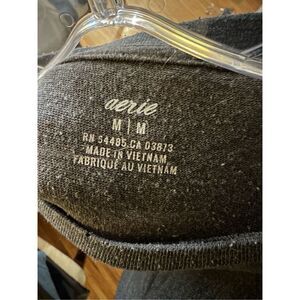 aerie
M | M
RN 54485 CA 03873
MADE IN VIETNAM
FABRIQUÉ AU VIETNAM